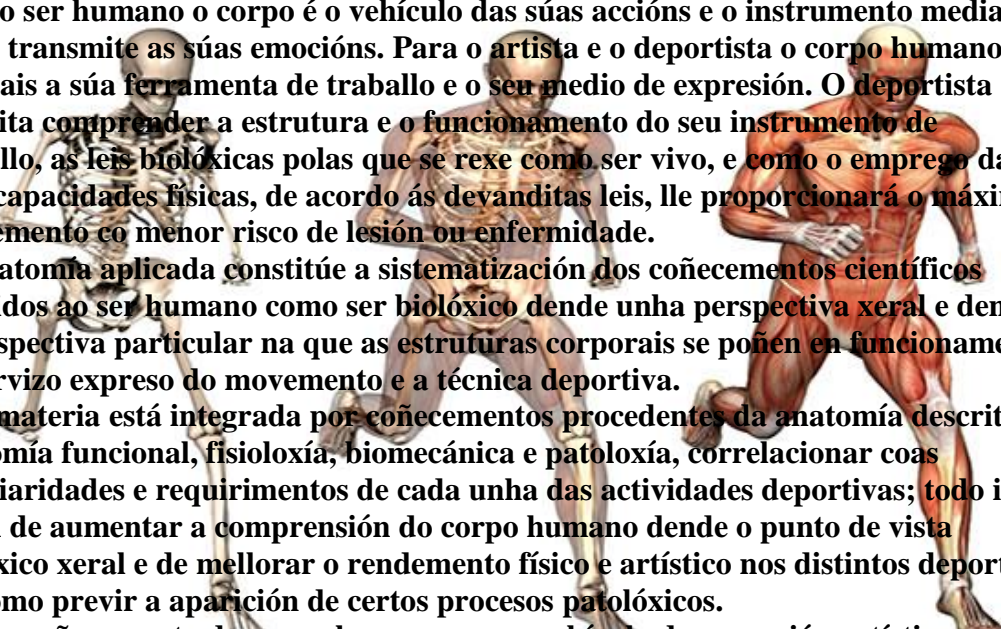 o ser humano o corpo é o vehículo das súas accións e o instrumento media
transmite as súas emocións. Para o artista e o deportista o corpo humano
ais a súa ferramenta de traballo e o seu medio de expresión. O deportista
ita comprender a estrutura e o funcionamento do seu instrumento de
llo, as leis biolóxicas polas que se rexe como ser vivo, e como o emprego da
capacidades físicas, de acordo ás devanditas leis, lle proporcionará o máxi
emento co menor risco de lesión ou enfermidade.
atomía aplicada constitúe a sistematización dos coñecementos científicos
dos ao ser humano como ser biolóxico dende unha perspectiva xeral e den
spectiva particular na que as estruturas corporais se poñen en funcioname
rvizo expreso do movemento e a técnica deportiva.
materia está integrada por coñecementos procedentes da anatomía descrit
omía funcional, fisioloxía, biomecánica e patoloxía, correlacionar coas
iaridades e requirimentos de cada unha das actividades deportivas; todo i
de aumentar a comprensión do corpo humano dende o punto de vista
xico xeral e de mellorar o rendemento físico e artístico nos distintos deport
omo previr a aparición de certos procesos patolóxicos.